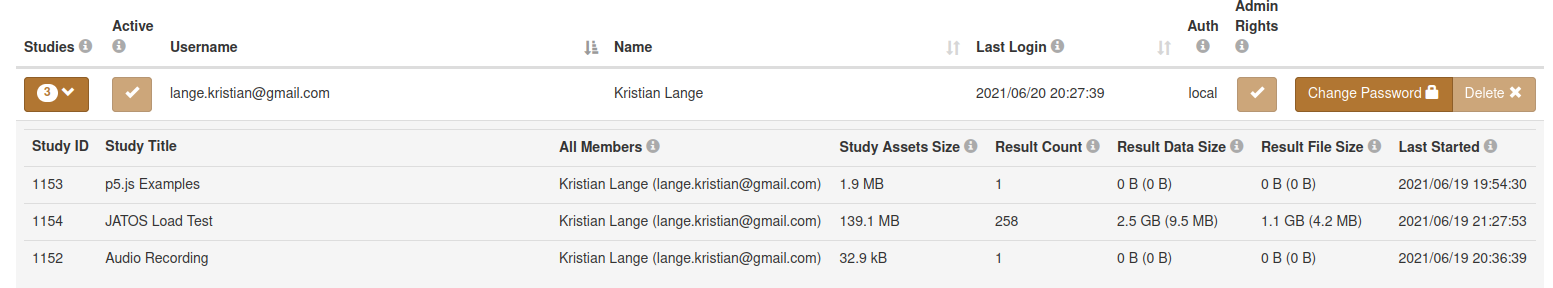 Studies Active Username Name Last Login Auth Admin Rights
3 lange.kristian@gmail.com Kristian Lange 2021/06/20 20:27:39 local Change Password Delete
Study ID Study Title All Members Study Assets Size Result Count Result Data Size Result File Size Last Started
1153 p5.js Examples Kristian Lange (lange.kristian@gmail.com) 1.9 MB 1 0 B (0 B) 0 B (0 B) 2021/06/19 19:54:30
1154 JATOS Load Test Kristian Lange (lange.kristian@gmail.com) 139.1 MB 258 2.5 GB (9.5 MB) 1.1 GB (4.2 MB) 2021/06/19 21:27:53
1152 Audio Recording Kristian Lange (lange.kristian@gmail.com) 32.9 kB 1 0 B (0 B) 0 B (0 B) 2021/06/19 20:36:39